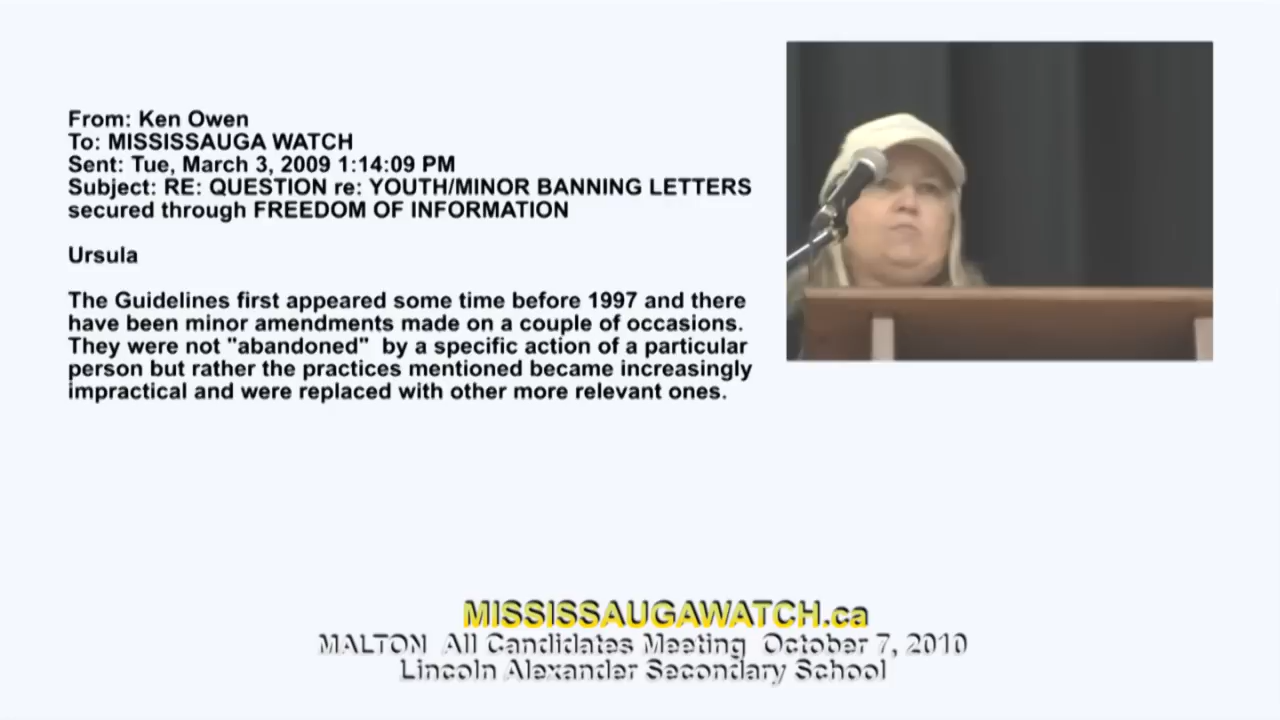 From: Ken Owen
To: MISSISSAUGA WATCH
Sent: Tue, March 3, 2009 1:14:09 PM
Subject: RE: QUESTION re: YOUTH/MINOR BANNING LETTERS
secured through FREEDOM OF INFORMATION
Ursula
The Guidelines first appeared some time before 1997 and there
have been minor amendments made on a couple of occasions.
They were not "abandoned"  by a specific action of a particular
person but rather the practices mentioned became increasingly
impractical and were replaced with other more relevant ones.
MISSISSAUGAWATCH.ca
MALTON  All Candidates Meeting  October 7, 2010
Lincoln Alexander Secondary School